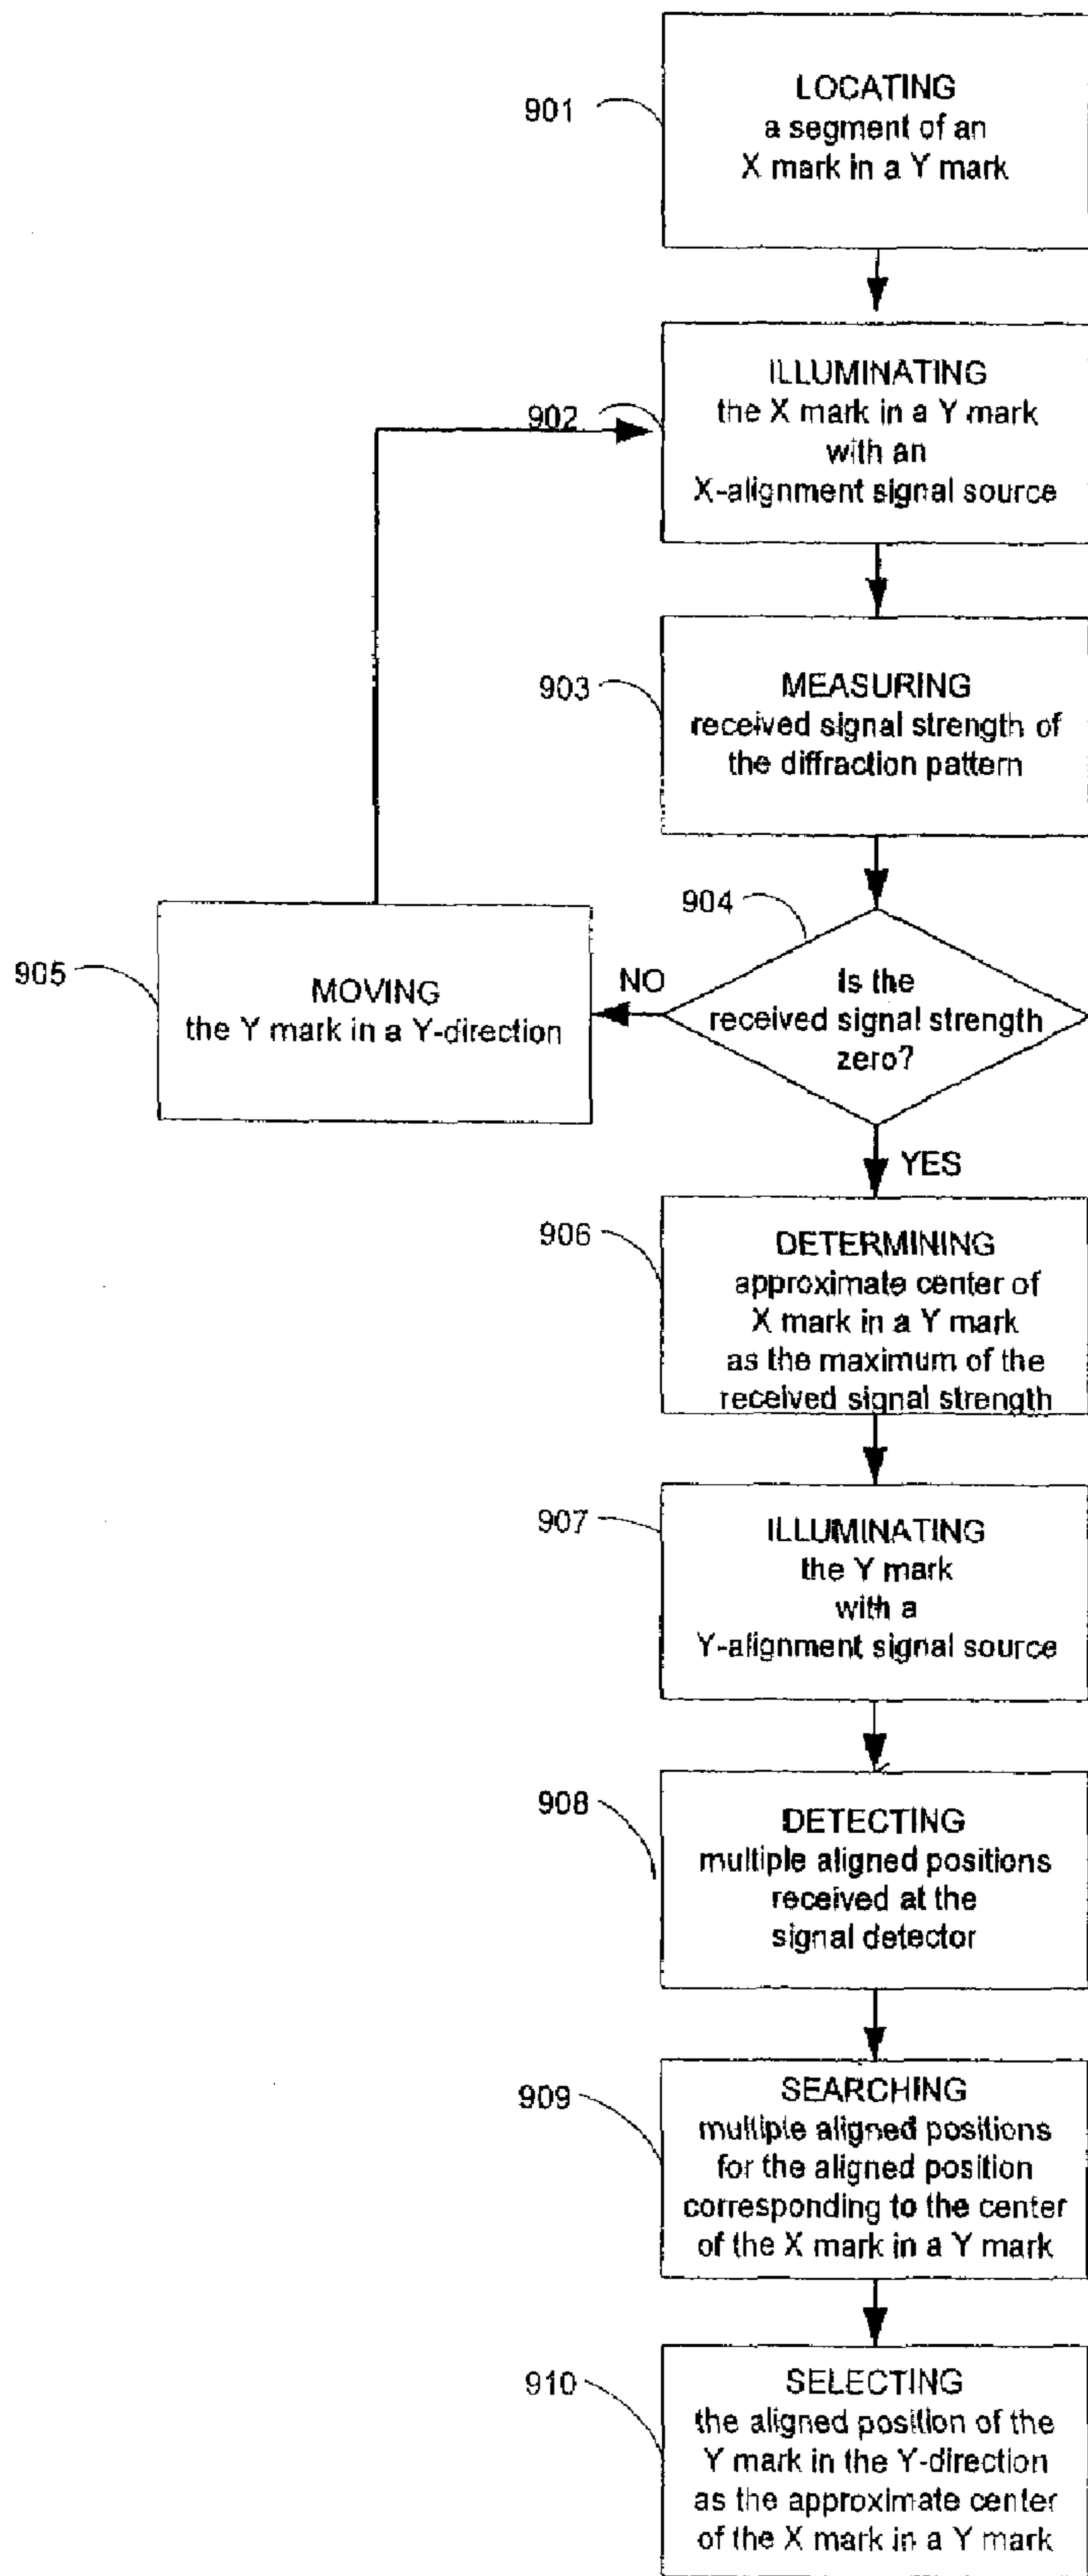 901
LOCATING
a segment of an
X mark in a Y mark
902
ILLUMINATING
the X mark in a Y mark
with an
X-alignment signal source
903
MEASURING
received signal strength of
the diffraction pattern
904
Is the
received signal strength
zero?
NO
905
MOVING
the Y mark in a Y-direction
YES
906
DETERMINING
approximate center of
X mark in a Y mark
as the maximum of the
received signal strength
907
ILLUMINATING
the Y mark
with a
Y-alignment signal source
908
DETECTING
multiple aligned positions
received at the
signal detector
909
SEARCHING
multiple aligned positions
for the aligned position
corresponding to the center
of the X mark in a Y mark
910
SELECTING
the aligned position of the
Y mark in the Y-direction
as the approximate center
of the X mark in a Y mark